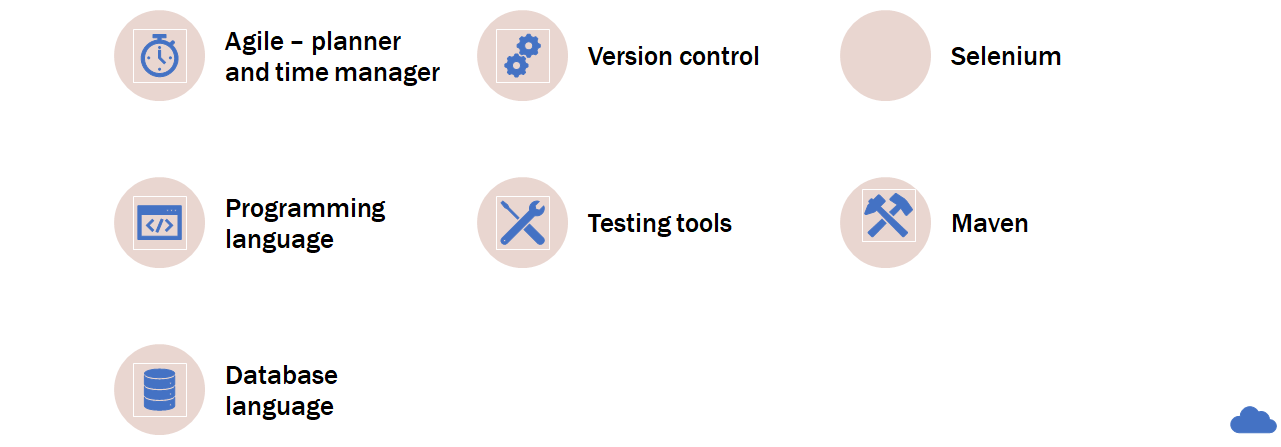 Agile – planner
and time manager
Version control
Selenium
Programming
language
Testing tools
Maven
Database
language